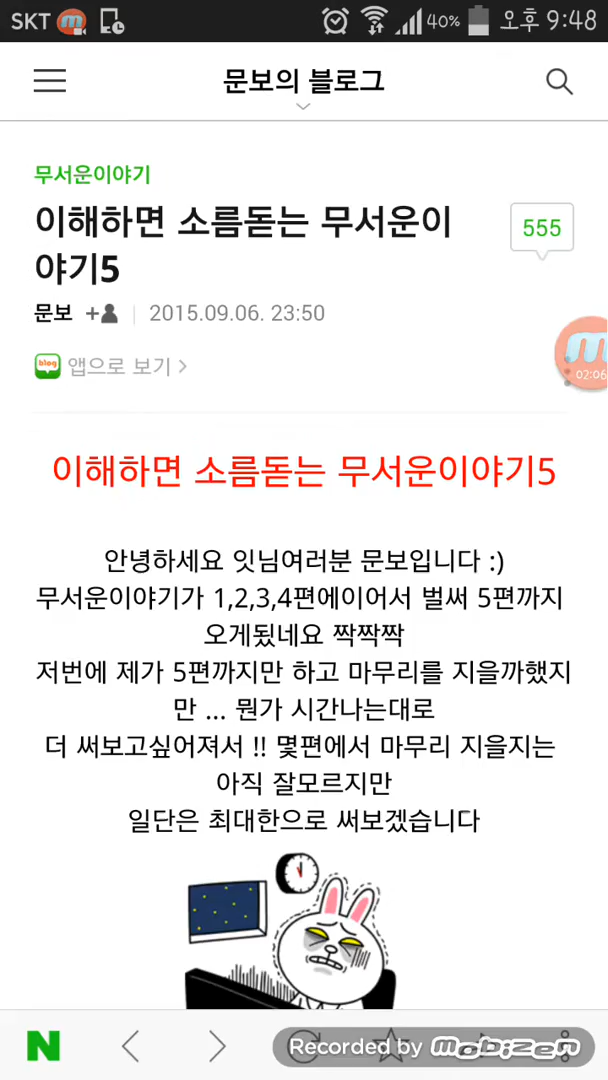 SKT 40% 오후 9:48
문보의 블로그
무서운이야기
이해하면 소름돋는 무서운이
야기5
555
문보 2015.09.06. 23:50
blog 앱으로 보기
02:06
이해하면 소름돋는 무서운이야기5
안녕하세요 잇님여러분 문보입니다 :)
무서운이야기가 1,2,3,4편에이어서 벌써 5편까지
오게됬네요 짝짝짝
저번에 제가 5편까지만 하고 마무리를 지을까했지
만 ... 뭔가 시간나는대로
더 써보고싶어져서 !! 몇편에서 마무리 지을지는
아직 잘모르지만
일단은 최대한으로 써보겠습니다
N
Recorded by mobizen